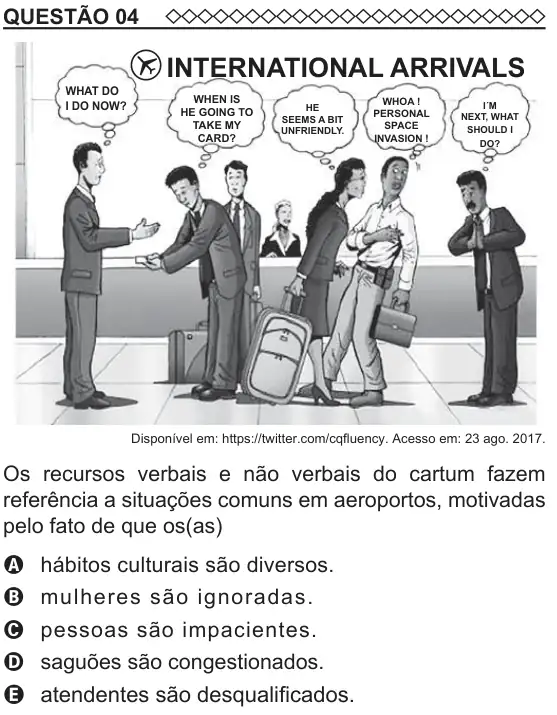 QUESTÃO 04
INTERNATIONAL ARRIVALS
WHAT DO
I DO NOW?
WHEN IS
HE GOING TO
TAKE MY
CARD?
HE
SEEMS A BIT
UNFRIENDLY.
WHOA !
PERSONAL
SPACE
INVASION !
I´M
NEXT, WHAT
SHOULD I
DO?
Disponível em: https://twitter.com/cqfluency. Acesso em: 23 ago. 2017.
Os recursos verbais e não verbais do cartum fazem
referência a situações comuns em aeroportos, motivadas
pelo fato de que os(as)
A hábitos culturais são diversos.
B mulheres são ignoradas.
C pessoas são impacientes.
D saguões são congestionados.
E atendentes são desqualificados.